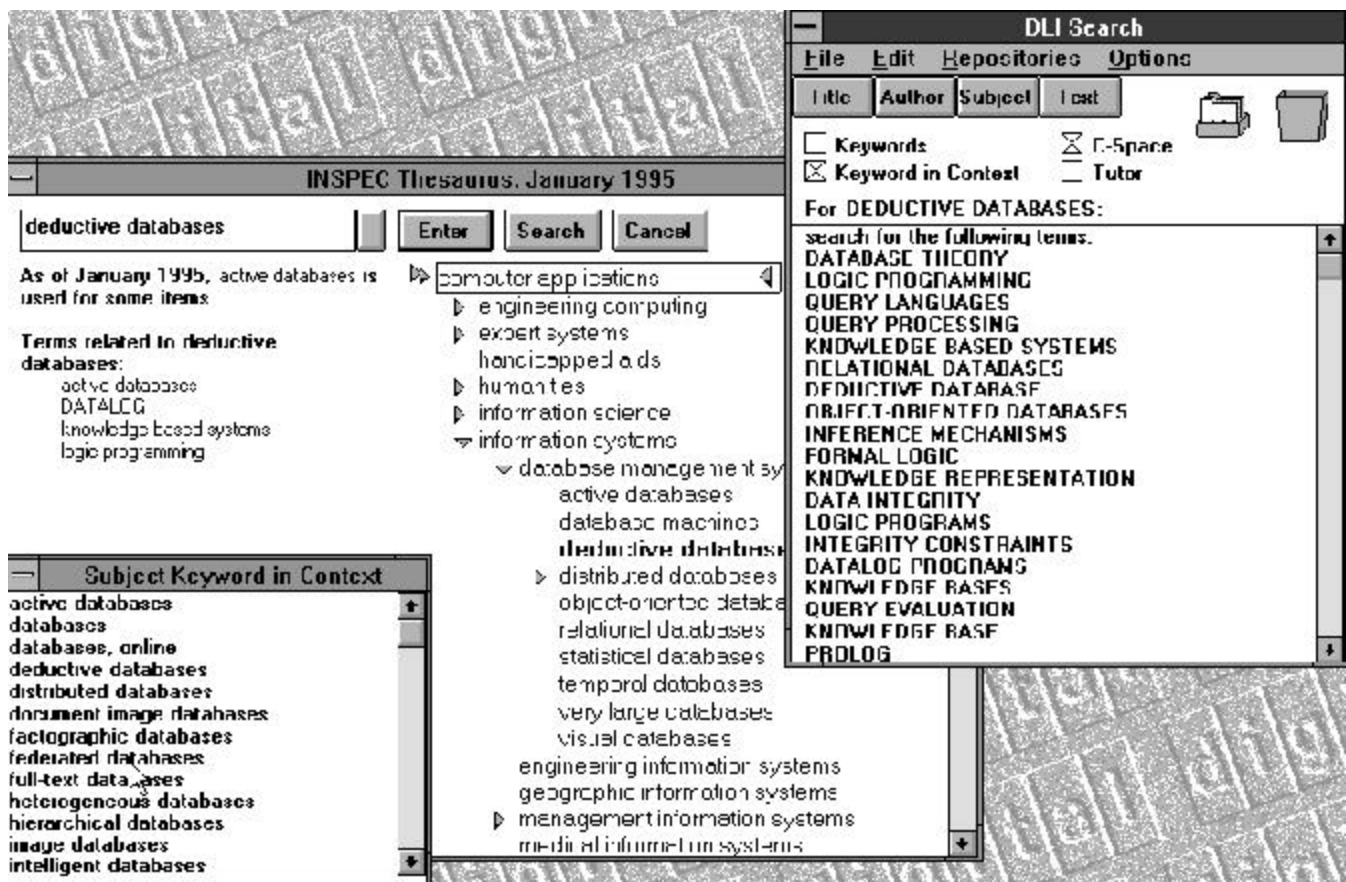 DLI Search
File Edit Repositories Options
Title Author Subject Text
Keywords
Keyword in Context
C-Space
Tutor
For DEDUCTIVE DATABASES:
search for the following terms.
DATABASE THEORY
LOGIC PROGRAMMING
QUERY LANGUAGES
QUERY PROCESSING
KNOWLEDGE BASED SYSTEMS
RELATIONAL DATABASES
DEDUCTIVE DATABASE
OBJECT-ORIENTED DATABASES
INFERENCE MECHANISMS
FORMAL LOGIC
KNOWLEDGE REPRESENTATION
DATA INTEGRITY
LOGIC PROGRAMS
INTEGRITY CONSTRAINTS
DATALOG PROGRAMS
KNOWLEDGE BASES
QUERY EVALUATION
KNOWLEDGE BASE
PROLOG
INSPEC Thesaurus, January 1995
deductive databases
Enter Search Cancel
As of January 1995, active databases is
used for some items
Terms related to deductive
databases:
active databases
DATALOG
knowledge based systems
logic programming
computer applications
engineering computing
expert systems
handicapped aids
humanities
information science
information systems
database management sy
active databases
database machines
deductive database
distributed databases
object-oriented databa
relational databases
statistical databases
temporal databases
very large databases
visual databases
engineering information systems
geographic information systems
management information systems
medical information systems
Subject Keyword in Context
active databases
databases
databases, online
deductive databases
distributed databases
document image databases
factographic databases
federated databases
full-text databases
heterogeneous databases
hierarchical databases
image databases
intelligent databases